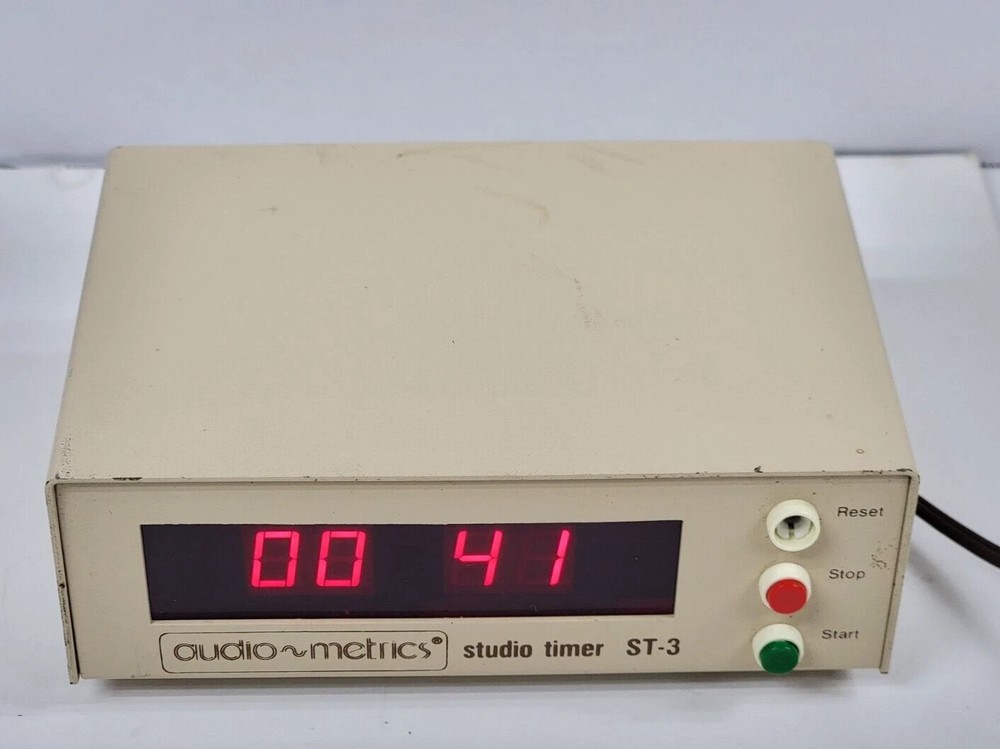 Reset
00 41
Stop
Start
audio~metrics® studio timer ST-3